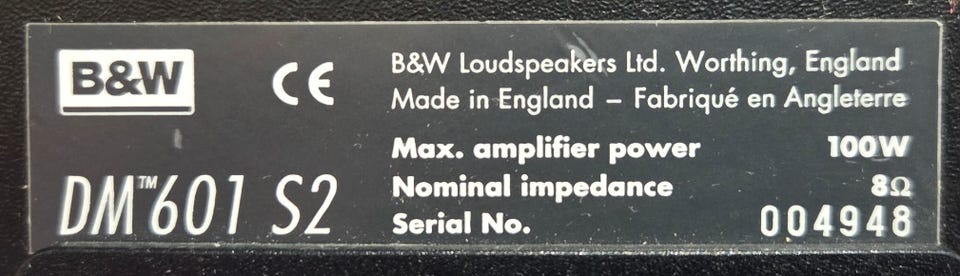 B&W
CE
B&W Loudspeakers Ltd. Worthing, England
Made in England – Fabriqué en Angleterre
Max. amplifier power 100W
DM™601 S2
Nominal impedance 8Ω
Serial No. 004948